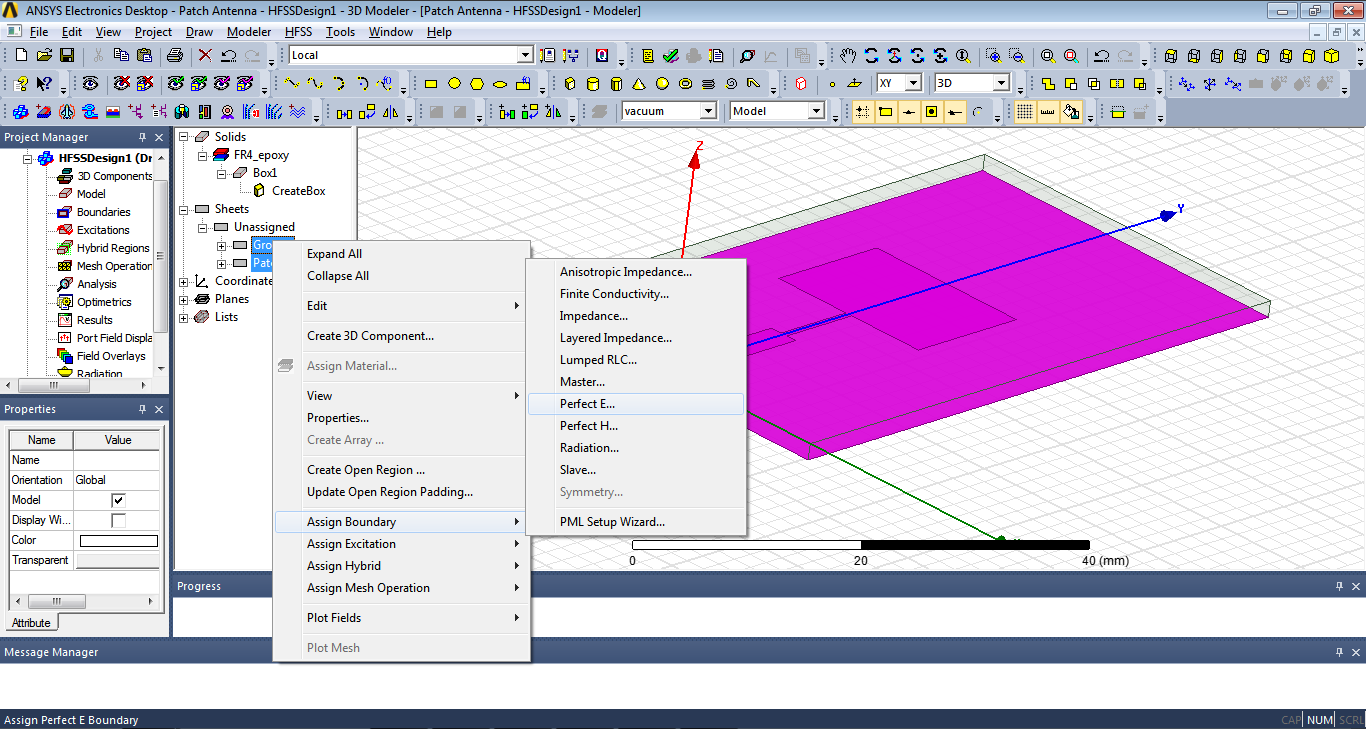 ANSYS Electronics Desktop - Patch Antenna - HFSSDesign1 - 3D Modeler - [Patch Antenna - HFSSDesign1 - Modeler]
File Edit View Project Draw Modeler HFSS Tools Window Help
Local
XY 3D
vacuum Model
Project Manager
HFSSDesign1 (Dr
3D Components
Model
Boundaries
Excitations
Hybrid Regions
Mesh Operation
Analysis
Optimetrics
Results
Port Field Displa
Field Overlays
Radiation
Properties
Name Value
Name
Orientation Global
Model
Display Wi...
Color
Transparent
Attribute
Solids
FR4_epoxy
Box1
CreateBox
Sheets
Unassigned
Gro
Pat
Coordinate
Planes
Lists
Expand All
Collapse All
Edit
Create 3D Component...
Assign Material...
View
Properties...
Create Array ...
Create Open Region ...
Update Open Region Padding...
Assign Boundary
Assign Excitation
Assign Hybrid
Assign Mesh Operation
Plot Fields
Plot Mesh
Anisotropic Impedance...
Finite Conductivity...
Impedance...
Layered Impedance...
Lumped RLC...
Master...
Perfect E...
Perfect H...
Radiation...
Slave...
Symmetry...
PML Setup Wizard...
Z
Y
0 20 40 (mm)
Progress
Message Manager
Assign Perfect E Boundary
CAP NUM SCRL